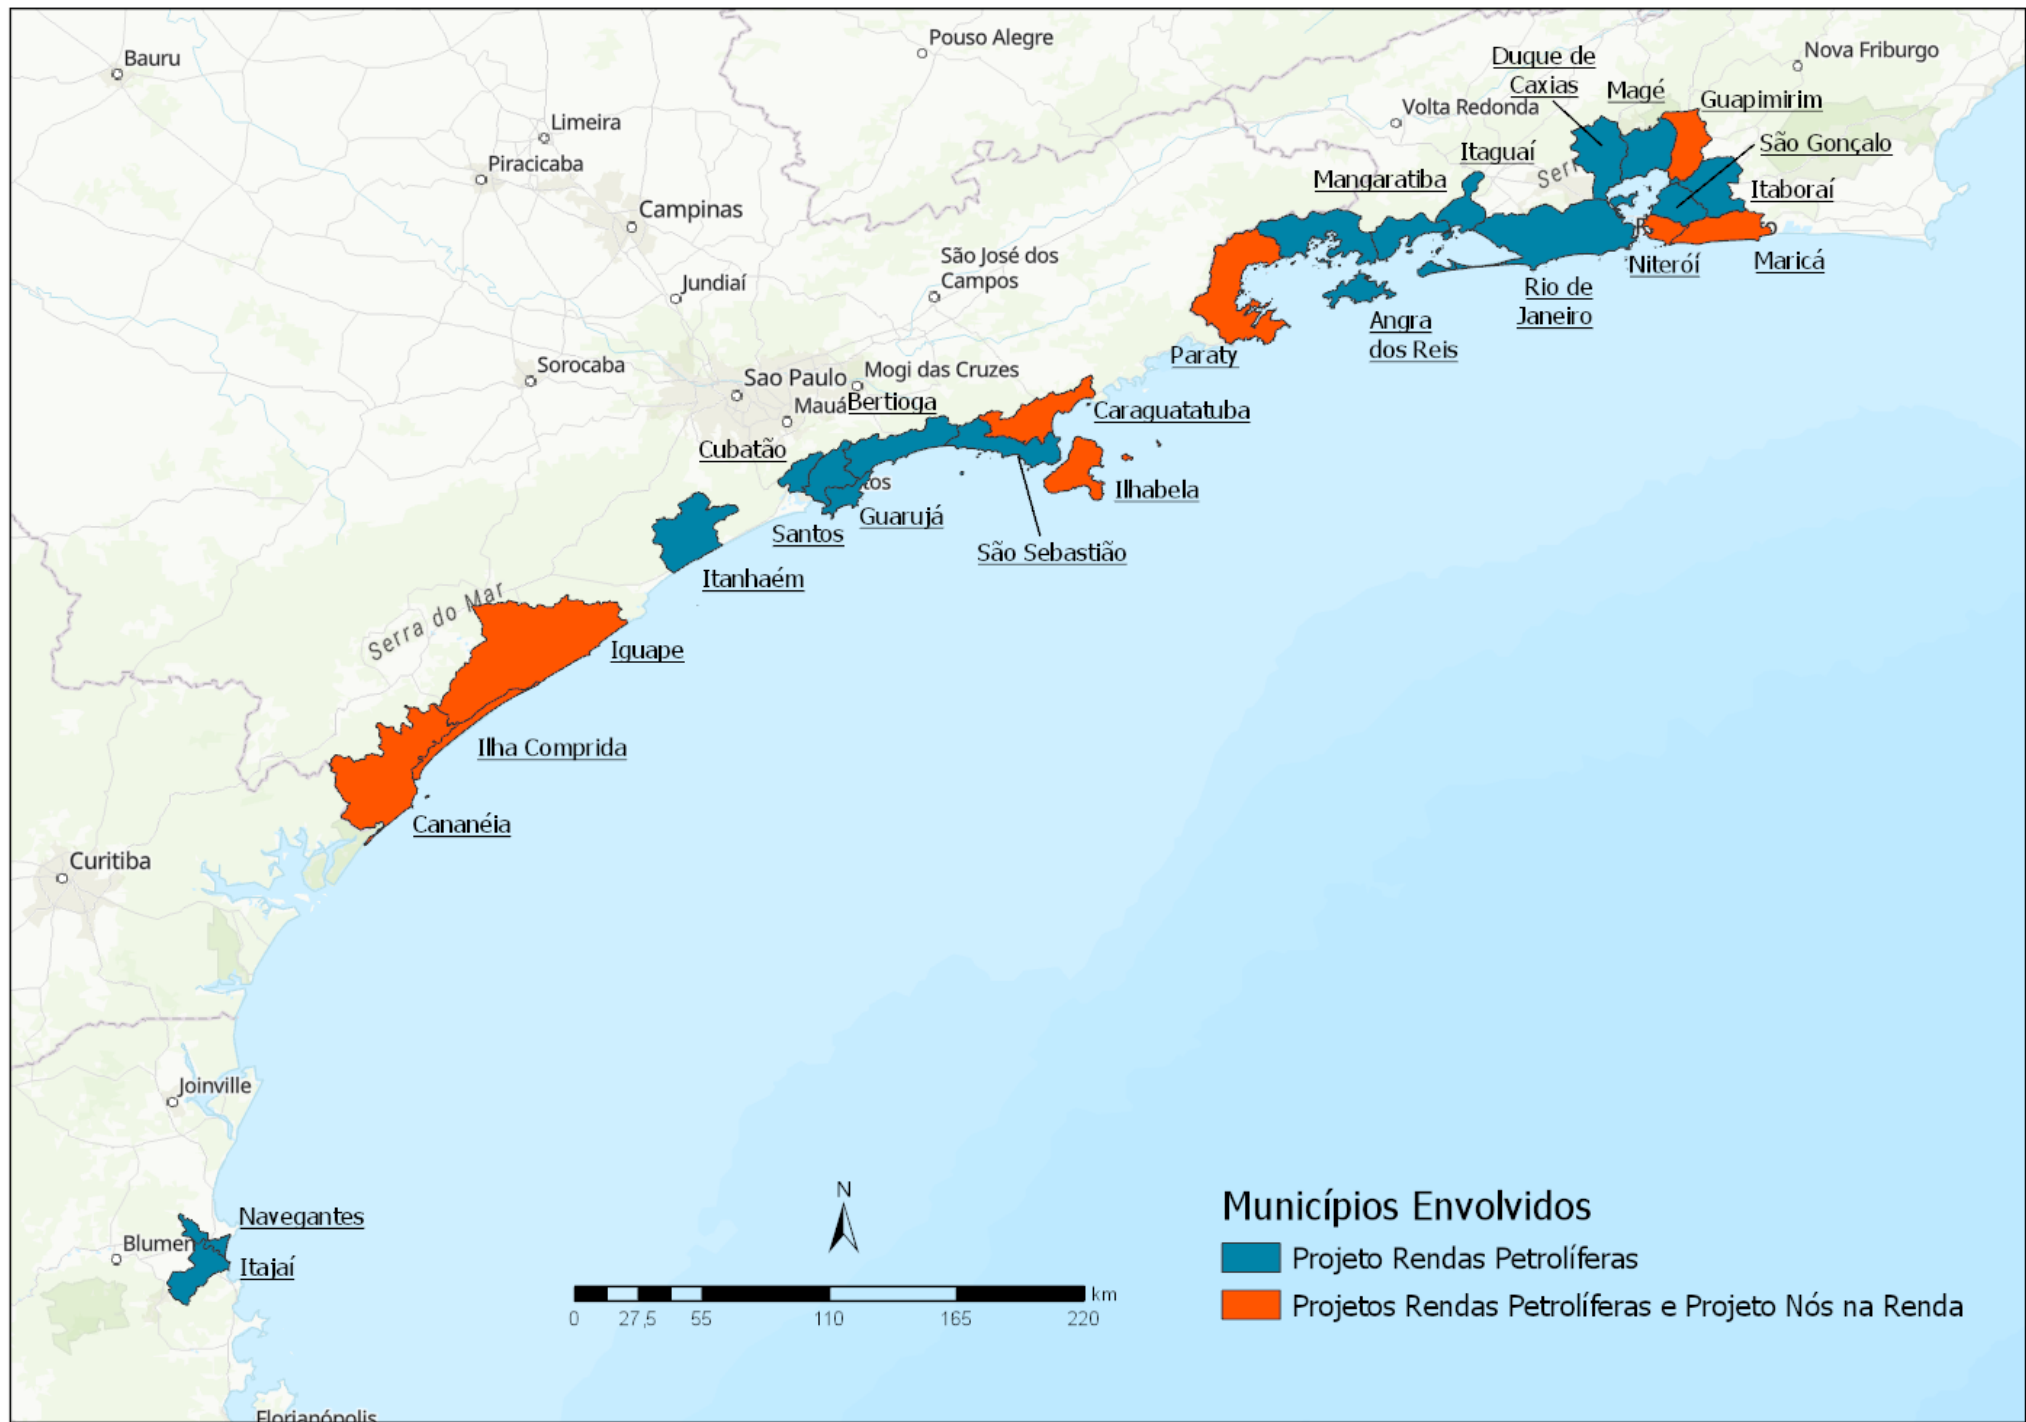 Pouso Alegre
Bauru
Nova Friburgo
Duque de
Caxias
Magé
Guapimirim
Volta Redonda
Limeira
São Gonçalo
Itaguaí
Piracicaba
Serr
Mangaratiba
Itaboraí
Campinas
São José dos
Campos
Niterói
Maricá
Jundiaí
Rio de
Janeiro
Angra
dos Reis
Paraty
Sorocaba
Sao Paulo
Mogi das Cruzes
Mauá
Bertioga
Caraguatatuba
Cubatão
tos
Ilhabela
Guarujá
Santos
São Sebastião
Itanhaém
Serra do Mar
Iguape
Ilha Comprida
Cananéia
Curitiba
Joinville
Navegantes
Blumen
Itajaí
Florianópolis
N
km
0 27,5 55 110 165 220
Municípios Envolvidos
Projeto Rendas Petrolíferas
Projetos Rendas Petrolíferas e Projeto Nós na Renda